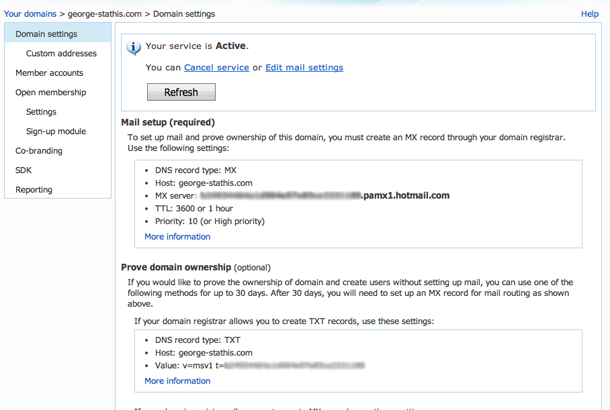 Your domains > george-stathis.com > Domain settings
Help
Domain settings
Custom addresses
Member accounts
Open membership
Settings
Sign-up module
Co-branding
SDK
Reporting
Your service is Active.
You can Cancel service or Edit mail settings
Refresh
Mail setup (required)
To set up mail and prove ownership of this domain, you must create an MX record through your domain registrar.
Use the following settings:
• DNS record type: MX
• Host: george-stathis.com
• MX server: .pamx1.hotmail.com
• TTL: 3600 or 1 hour
• Priority: 10 (or High priority)
More information
Prove domain ownership (optional)
If you would like to prove the ownership of domain and create users without setting up mail, you can use one of the
following methods for up to 30 days. After 30 days, you will need to set up an MX record for mail routing as shown
above.
If your domain registrar allows you to create TXT records, use these settings:
• DNS record type: TXT
• Host: george-stathis.com
• Value: v=msv1 t=
More information